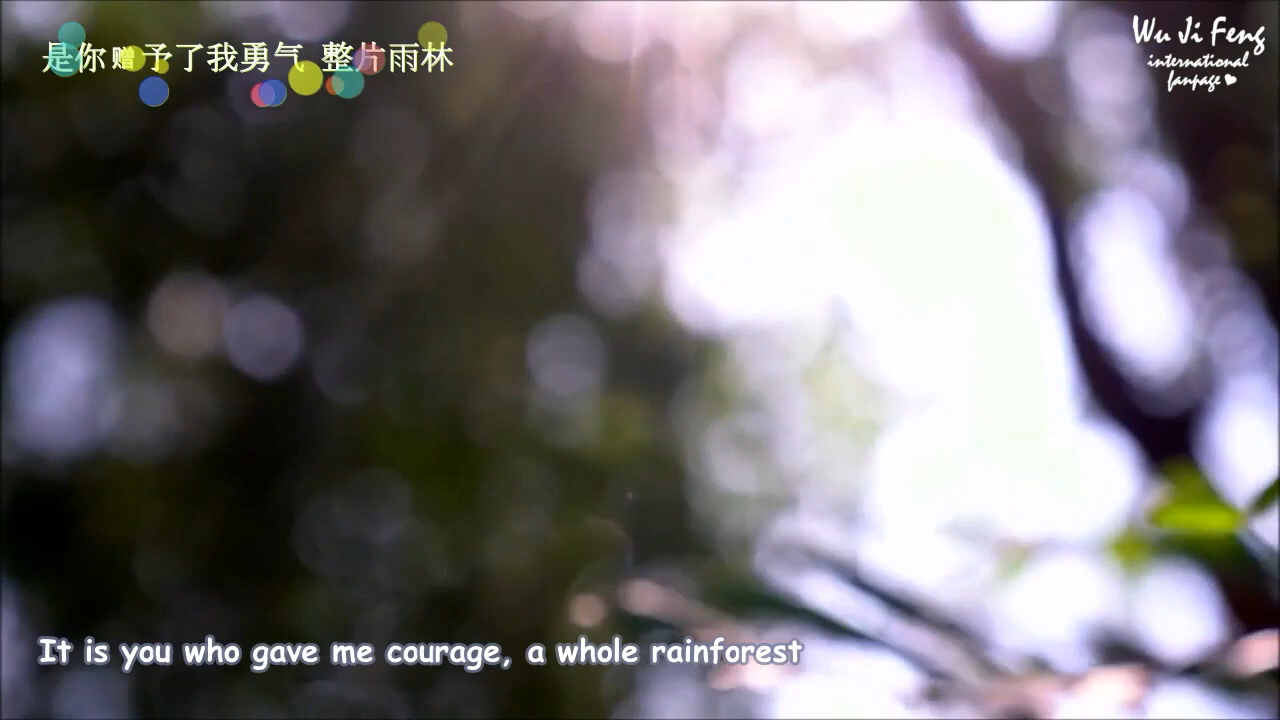 是你赠予了我勇气 整片雨林
Wu Ji Feng
international
fanpage
It is you who gave me courage, a whole rainforest